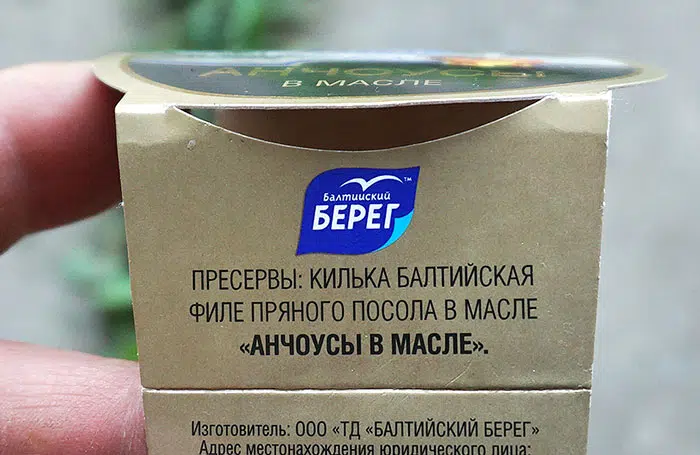 АНЧОУСЫ
В МАСЛЕ
Балтийский
БЕРЕГ
™
ПРЕСЕРВЫ: КИЛЬКА БАЛТИЙСКАЯ
ФИЛЕ ПРЯНОГО ПОСОЛА В МАСЛЕ
«АНЧОУСЫ В МАСЛЕ».
Изготовитель: ООО «ТД «БАЛТИЙСКИЙ БЕРЕГ»
Адрес местонахождения юридического лица: